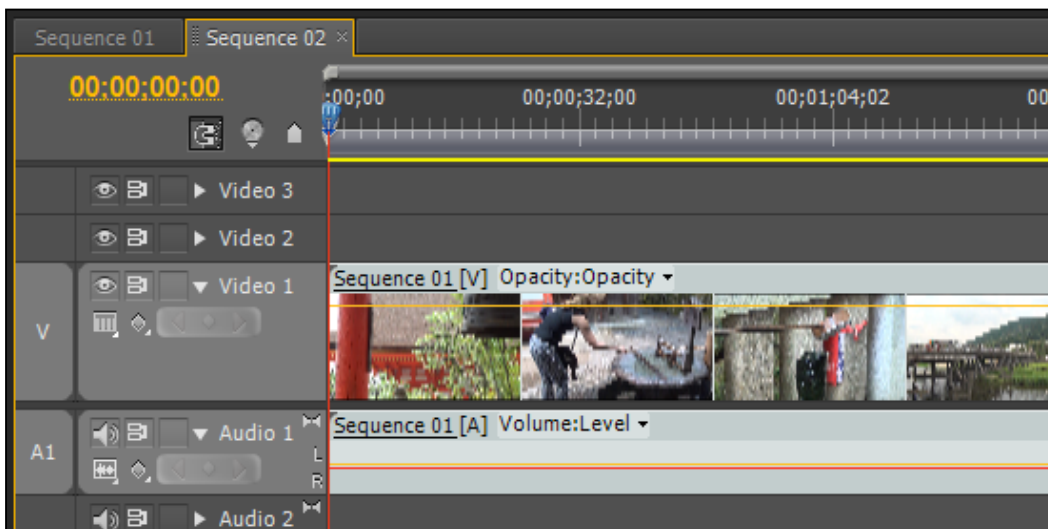 Sequence 01 Sequence 02 ×
00;00;00;00
:00;00 00;00;32;00 00;01;04;02 00
Video 3
Video 2
Sequence 01 [V] Opacity:Opacity
Video 1
V
Sequence 01 [A] Volume:Level
Audio 1
A1
L
R
Audio 2